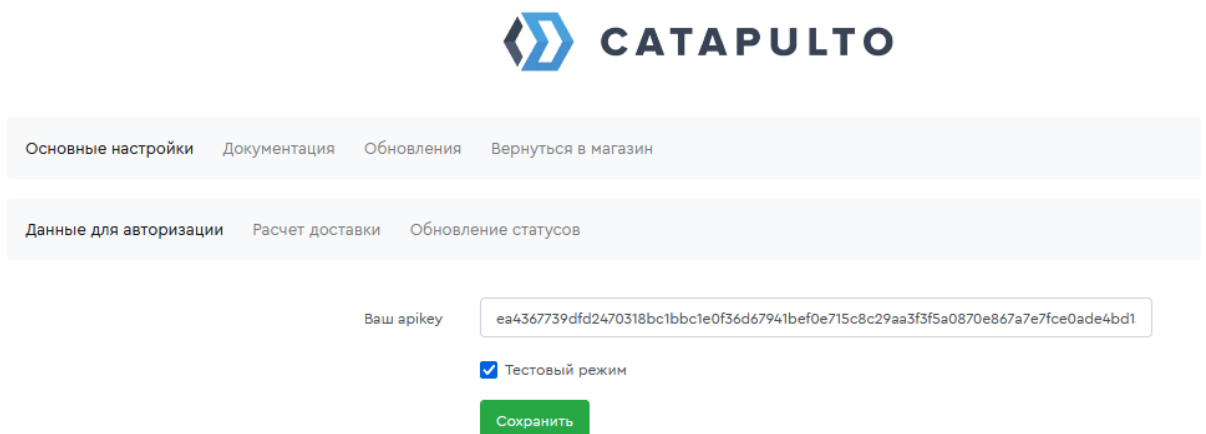 CATAPULTO
Основные настройки Документация Обновления Вернуться в магазин
Данные для авторизации Расчет доставки Обновление статусов
Ваш apikey ea4367739dfd2470318bc1bbc1e0f36d67941bef0e715c8c29aa3f3f5a0870e867a7e7fce0ade4bd1
Тестовый режим
Сохранить